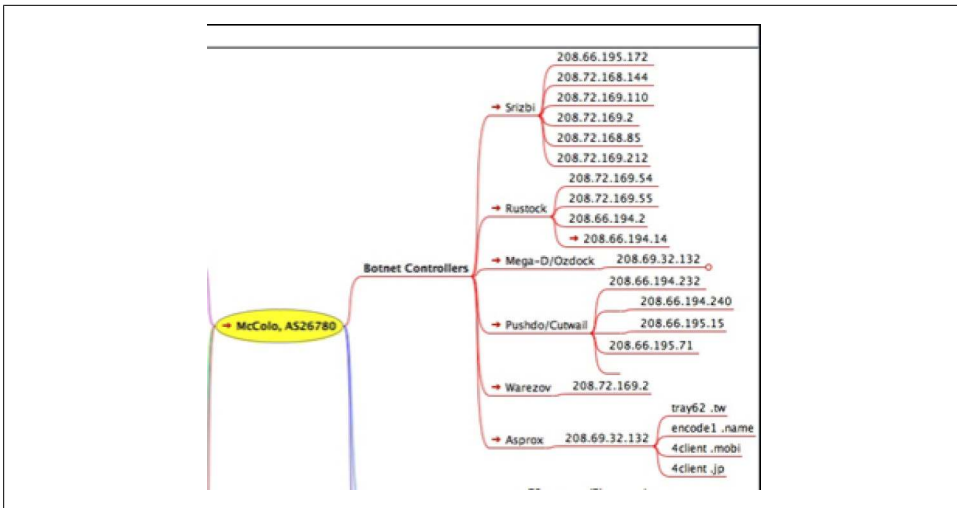 208.66.195.172
208.72.168.144
208.72.169.110
Srizbi
208.72.169.2
208.72.168.85
208.72.169.212
208.72.169.54
208.72.169.55
Rustock
208.66.194.2
208.66.194.14
Mega-D/Ozdock 208.69.32.132
Botnet Controllers
208.66.194.232
208.66.194.240
McColo, AS26780
Pushdo/Cutwail
208.66.195.15
208.66.195.71
Warezov 208.72.169.2
tray62 .tw
encode1 .name
Asprox 208.69.32.132
4client .mobi
4client .jp